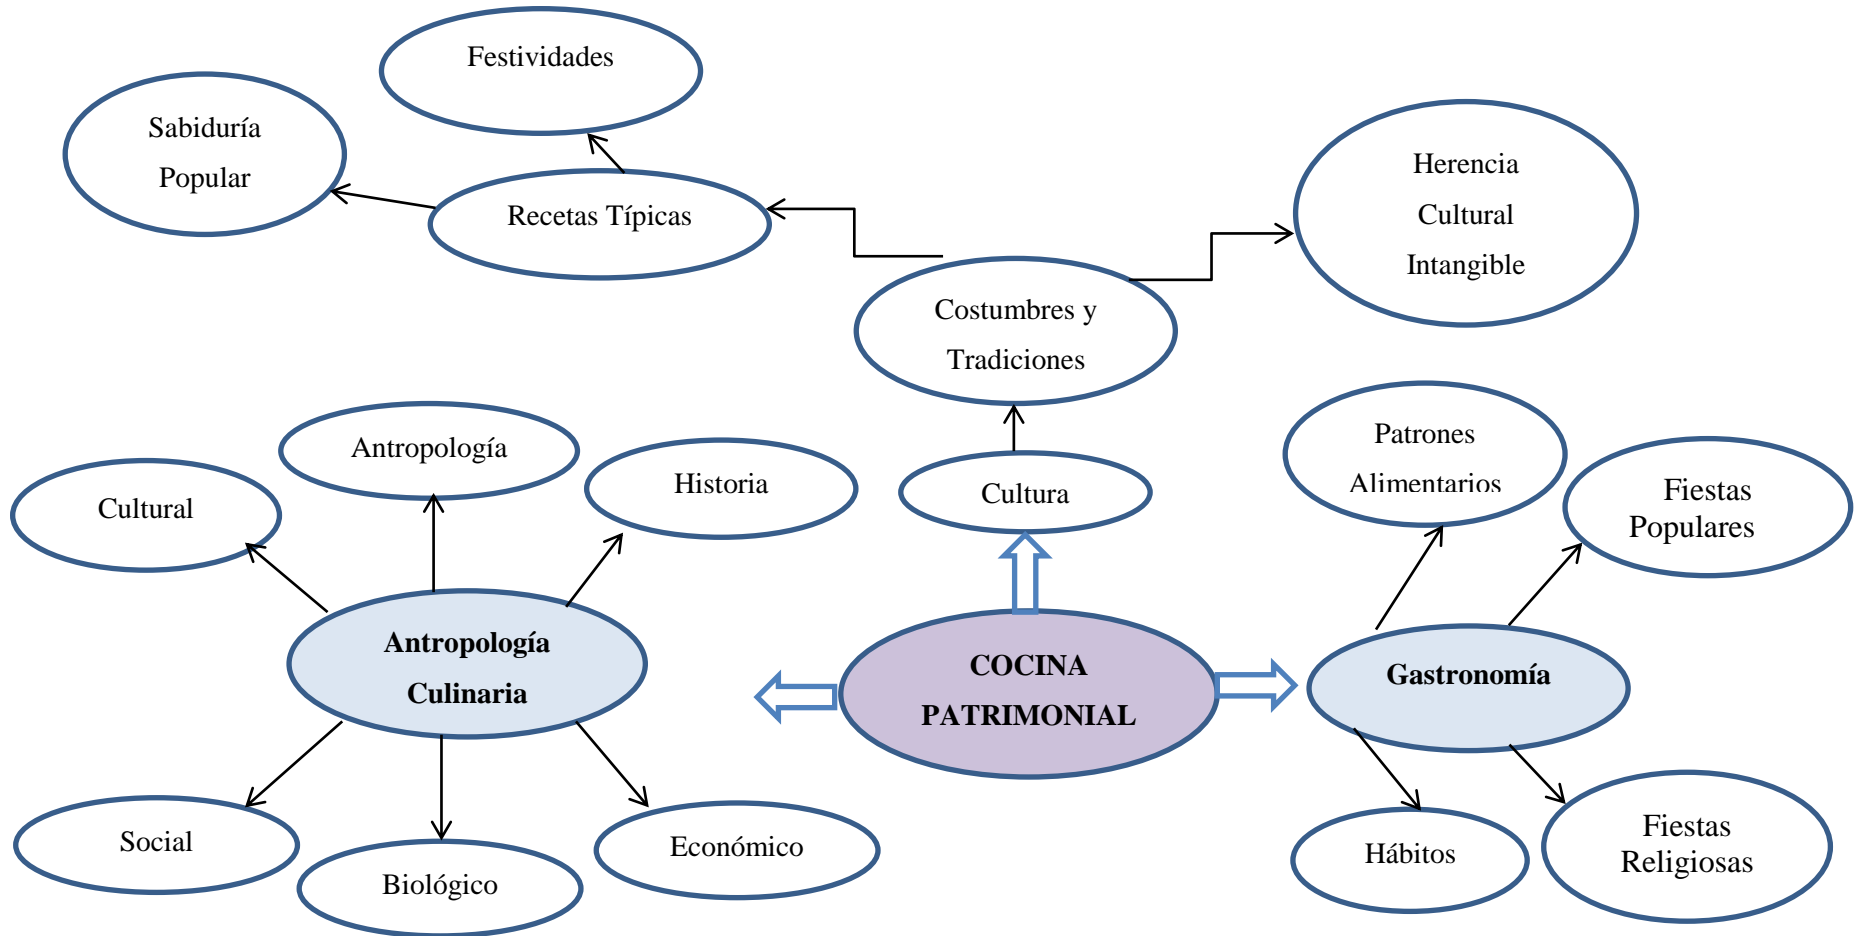 Festividades
Sabiduría
Popular
Recetas Típicas
Herencia
Cultural
Intangible
Costumbres y
Tradiciones
Antropología
Cultural
Historia
Cultura
Patrones
Alimentarios
Fiestas
Populares
Antropología
Culinaria
COCINA
PATRIMONIAL
Gastronomía
Social
Biológico
Económico
Hábitos
Fiestas
Religiosas